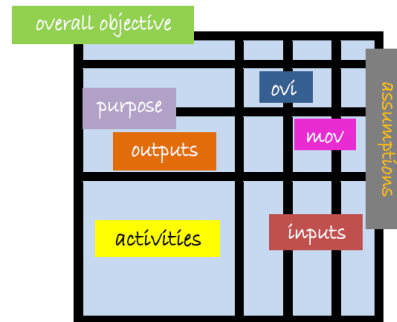 overall objective
ovi
assumptions
purpose
mov
outputs
inputs
activities